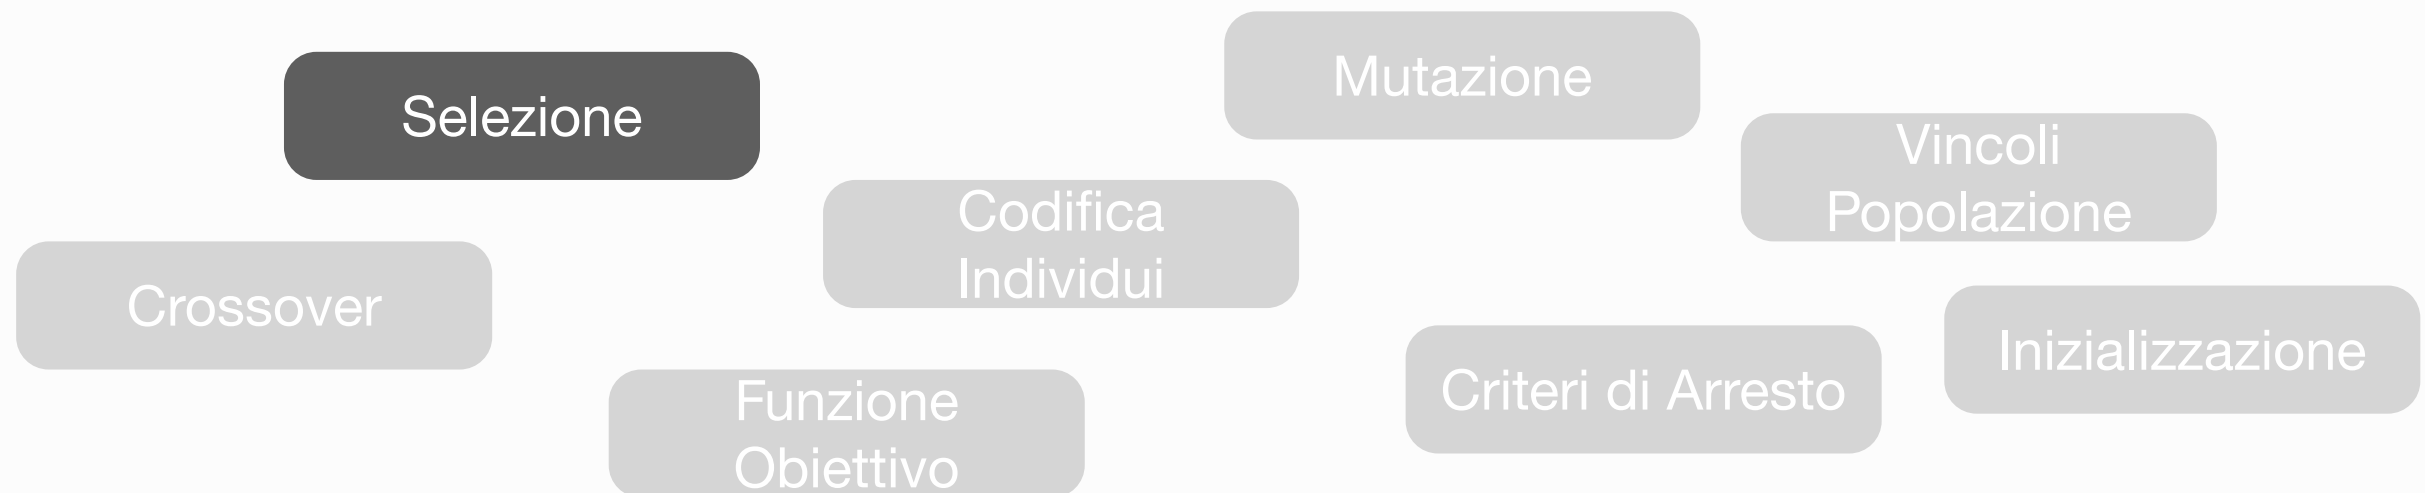 Mutazione
Selezione
Vincoli
Popolazione
Codifica
Individui
Crossover
Inizializzazione
Criteri di Arresto
Funzione
Obiettivo